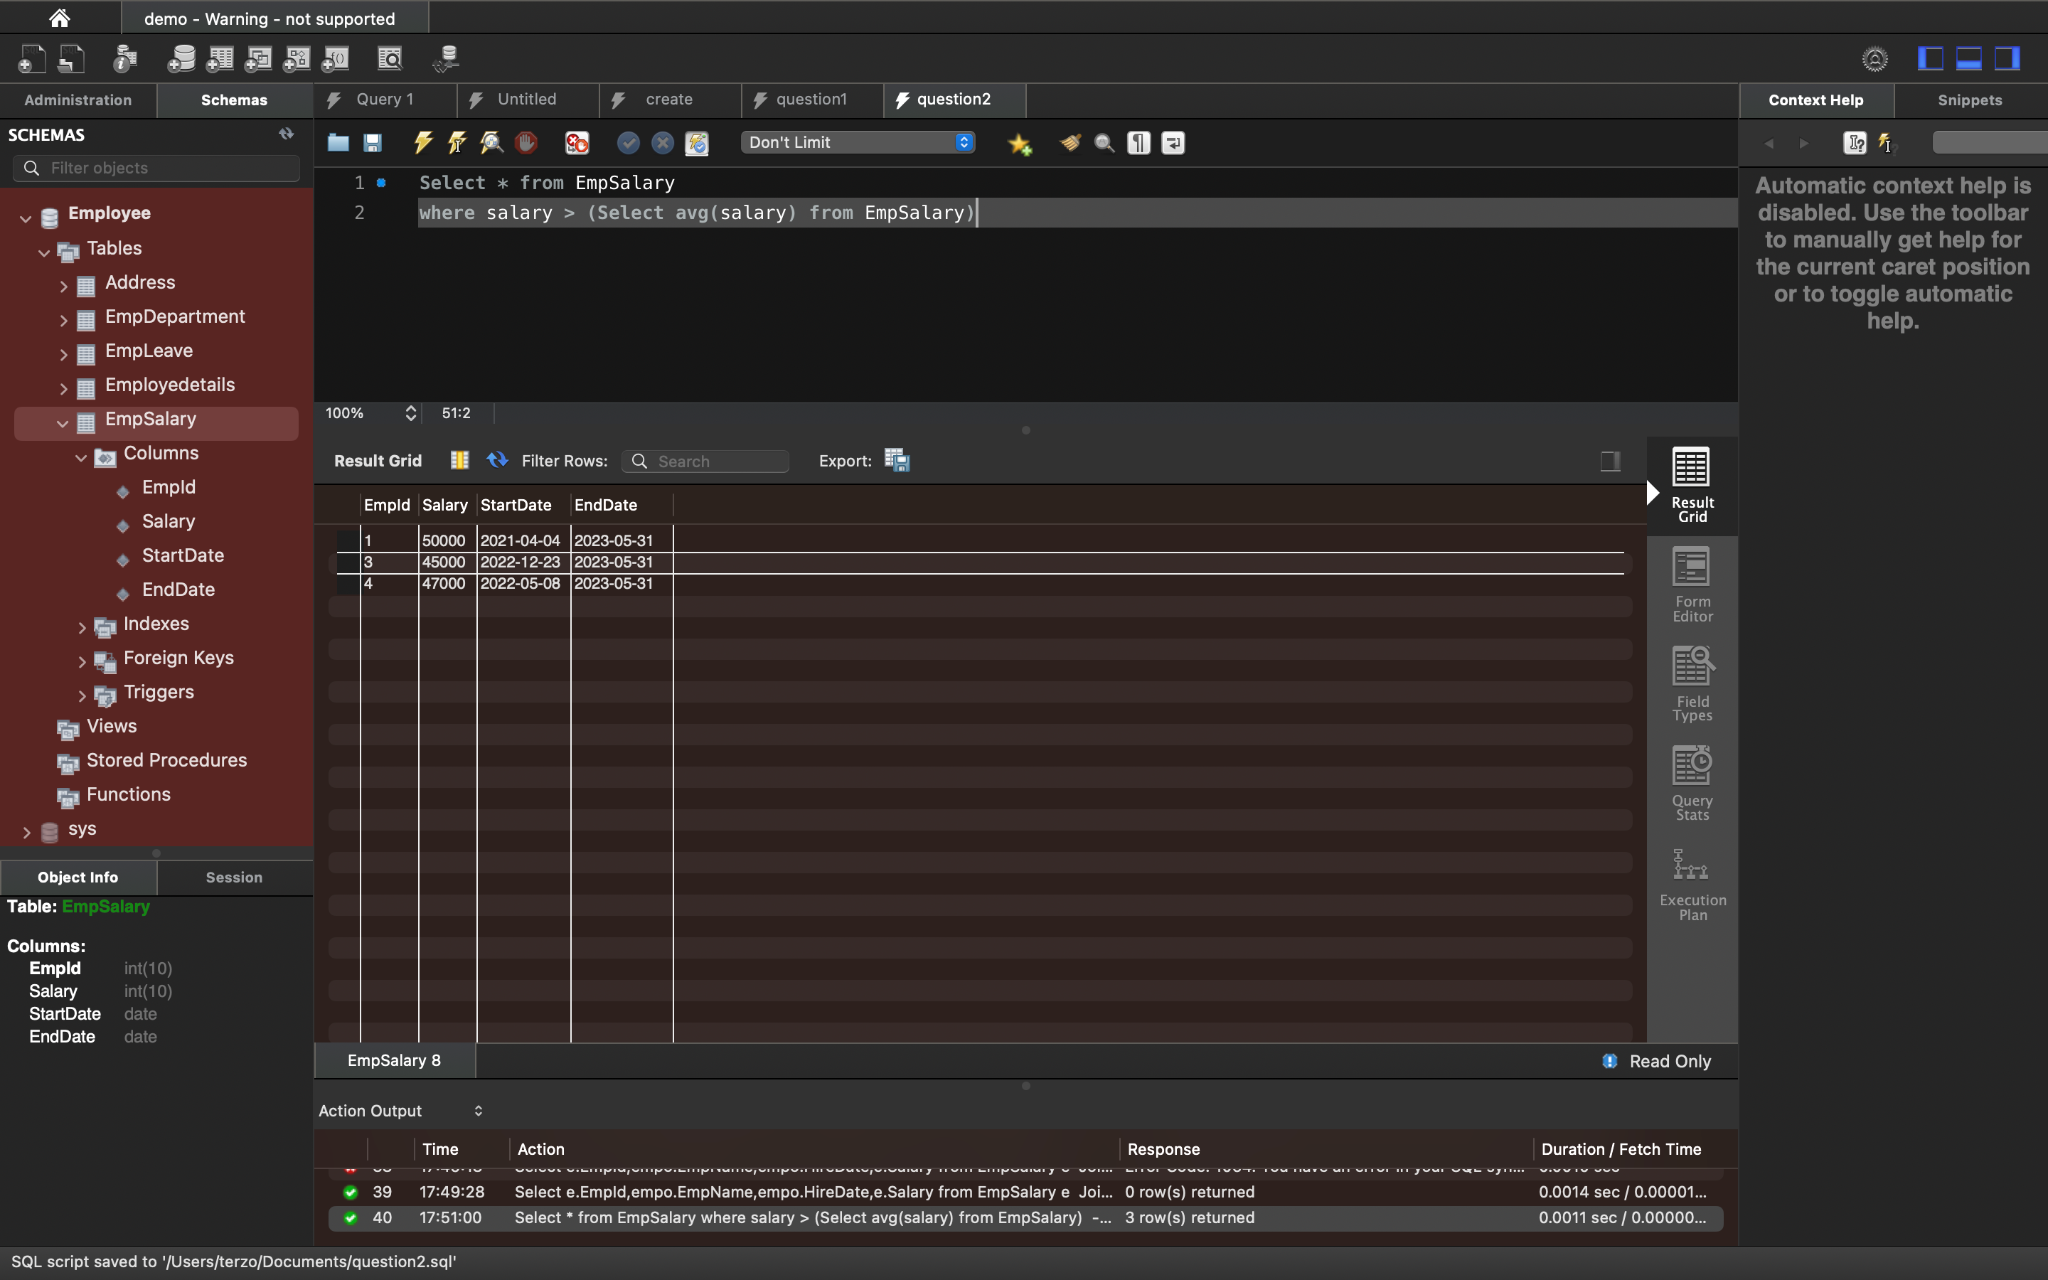 demo - Warning - not supported
Administration
Schemas
Query 1
Untitled
create
question1
question2
Context Help
Snippets
SCHEMAS
Filter objects
Don't Limit
1 Select * from EmpSalary
2 where salary > (Select avg(salary) from EmpSalary)
Automatic context help is
disabled. Use the toolbar
to manually get help for
the current caret position
or to toggle automatic
help.
Employee
Tables
Address
EmpDepartment
EmpLeave
Employedetails
EmpSalary
Columns
EmpId
Salary
StartDate
EndDate
Indexes
Foreign Keys
Triggers
Views
Stored Procedures
Functions
sys
100% 51:2
Result Grid Filter Rows: Search Export:
EmpId Salary StartDate EndDate
1 50000 2021-04-04 2023-05-31
3 45000 2022-12-23 2023-05-31
4 47000 2022-05-08 2023-05-31
Result
Grid
Form
Editor
Field
Types
Query
Stats
Execution
Plan
Object Info
Session
Table: EmpSalary
Columns:
EmpId int(10)
Salary int(10)
StartDate date
EndDate date
EmpSalary 8
Read Only
Action Output
Time Action Response Duration / Fetch Time
39 17:49:28 Select e.EmpId,empo.EmpName,empo.HireDate,e.Salary from EmpSalary e Joi... 0 row(s) returned 0.0014 sec / 0.00001...
40 17:51:00 Select * from EmpSalary where salary > (Select avg(salary) from EmpSalary) -... 3 row(s) returned 0.0011 sec / 0.00000...
SQL script saved to '/Users/terzo/Documents/question2.sql'